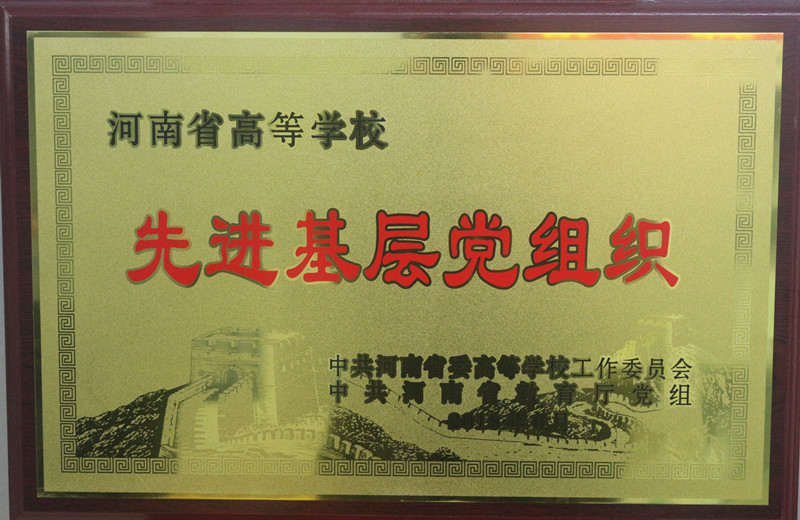 河南省高等学校
先进基层党组织
中共河南省委高等学校工作委员会
中共河南省教育厅党组